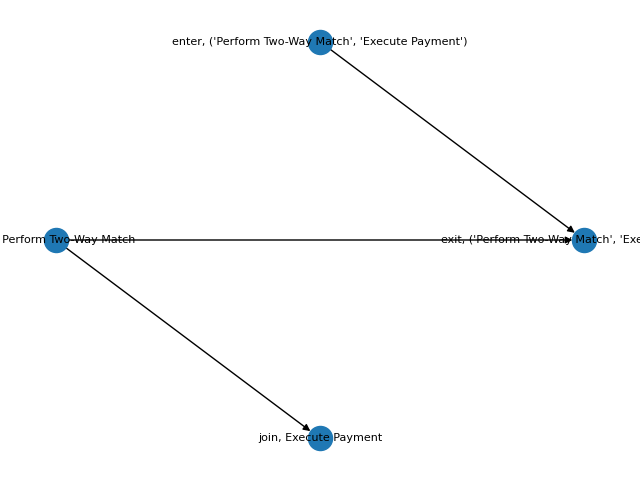 enter, ('Perform Two-Way Match', 'Execute Payment')
Perform Two-Way Match
exit, ('Perform Two-Way Match', 'Exe
join, Execute Payment